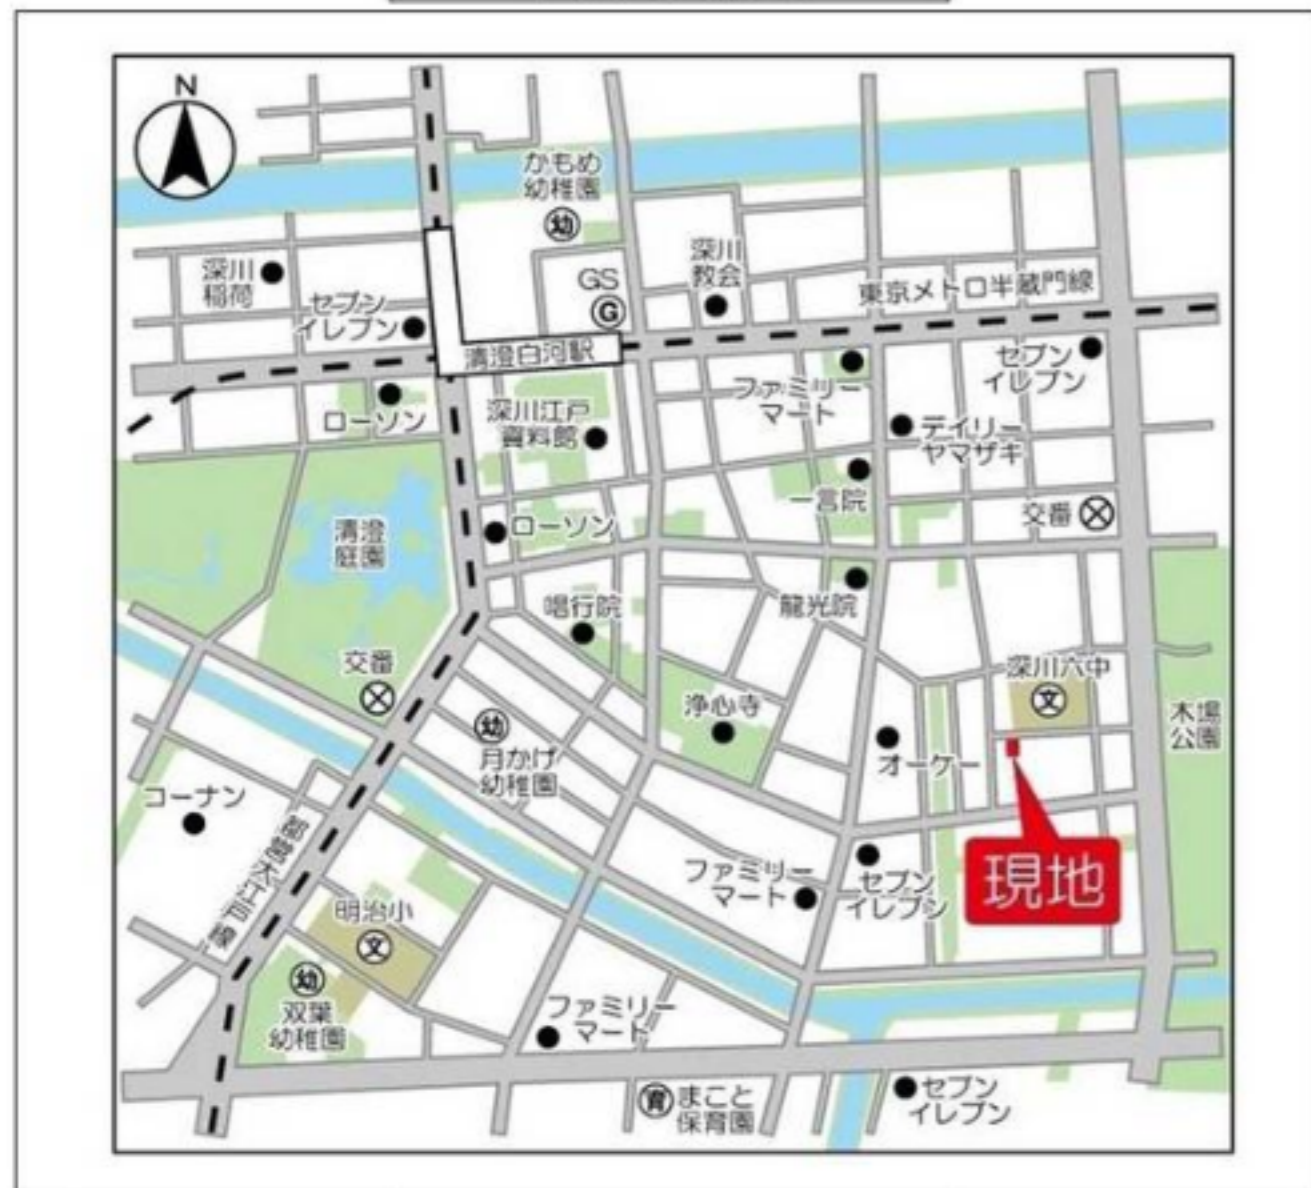 N
かもめ
幼稚園
幼
深川
稲荷
セブン
イレブン
GS
G
深川
教会
東京メトロ半蔵門線
清澄白河駅
セブン
イレブン
ファミリー
マート
ローソン
深川江戸
資料館
デイリー
ヤマザキ
一言院
交番
清澄
庭園
ローソン
唱行院
龍光院
交番
深川六中
文
浄心寺
木場
公園
幼
月かげ
幼稚園
オーケー
コーナン
都営大江戸線
現地
ファミリー
マート
セブン
イレブン
明治小
文
幼
双葉
幼稚園
ファミリー
マート
育
まこと
保育園
セブン
イレブン